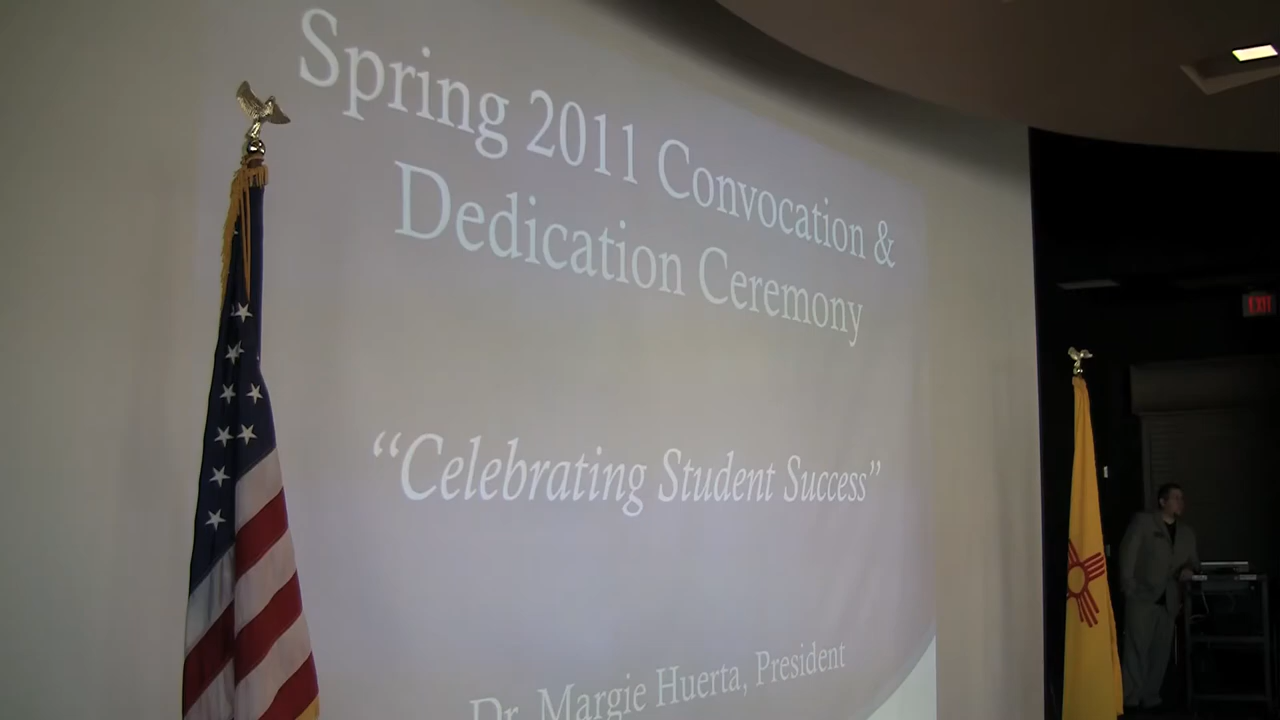 Spring 2011 Convocation &
Dedication Ceremony
“Celebrating Student Success”
Dr. Margie Huerta, President
EXIT